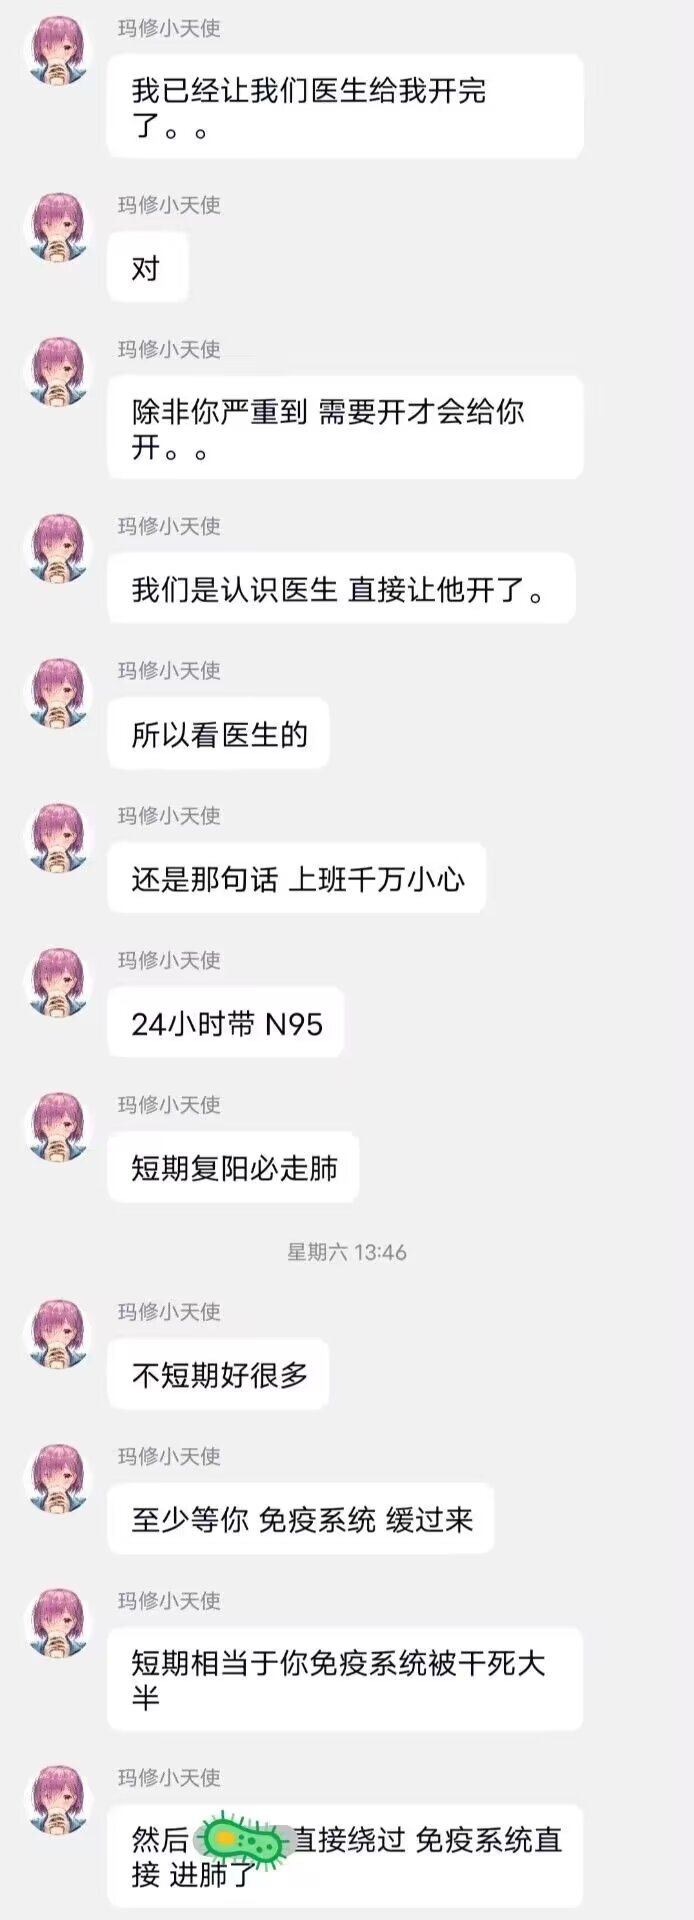 玛修小天使
我已经让我们医生给我开完
了。。
玛修小天使
对
玛修小天使
除非你严重到 需要开才会给你
开。。
玛修小天使
我们是认识医生 直接让他开了。
玛修小天使
所以看医生的
玛修小天使
还是那句话 上班千万小心
玛修小天使
24小时带 N95
玛修小天使
短期复阳必走肺
星期六 13:46
玛修小天使
不短期好很多
玛修小天使
至少等你 免疫系统 缓过来
玛修小天使
短期相当于你免疫系统被干死大
半
玛修小天使
然后 直接绕过 免疫系统直
接 进肺了